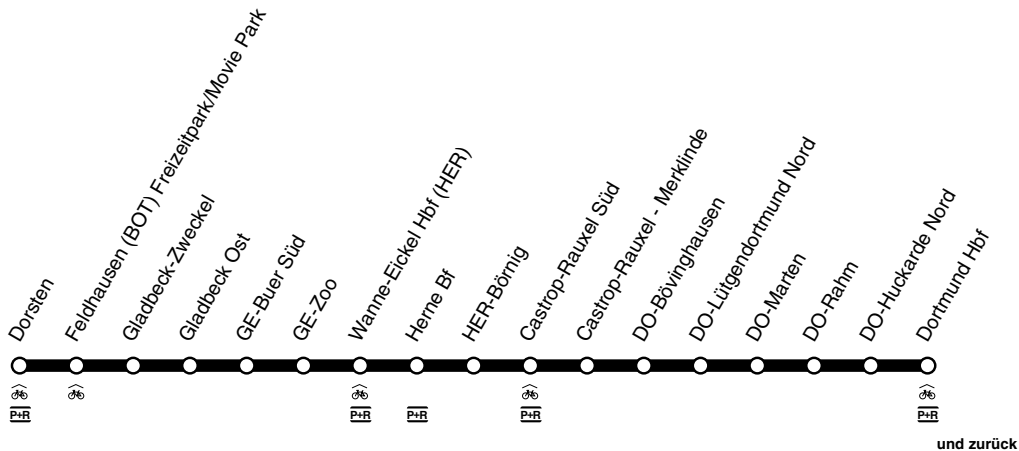 Dorsten
Feldhausen (BOT) Freizeitpark/Movie Park
Gladbeck-Zweckel
Gladbeck Ost
GE-Buer Süd
GE-Zoo
Wanne-Eickel Hbf (HER)
Herne Bf
HER-Börnig
Castrop-Rauxel Süd
Castrop-Rauxel - Merklinde
DO-Bövinghausen
DO-Lütgendortmund Nord
DO-Marten
DO-Rahm
DO-Huckarde Nord
Dortmund Hbf
P+R
P+R
P+R
P+R
P+R
und zurück